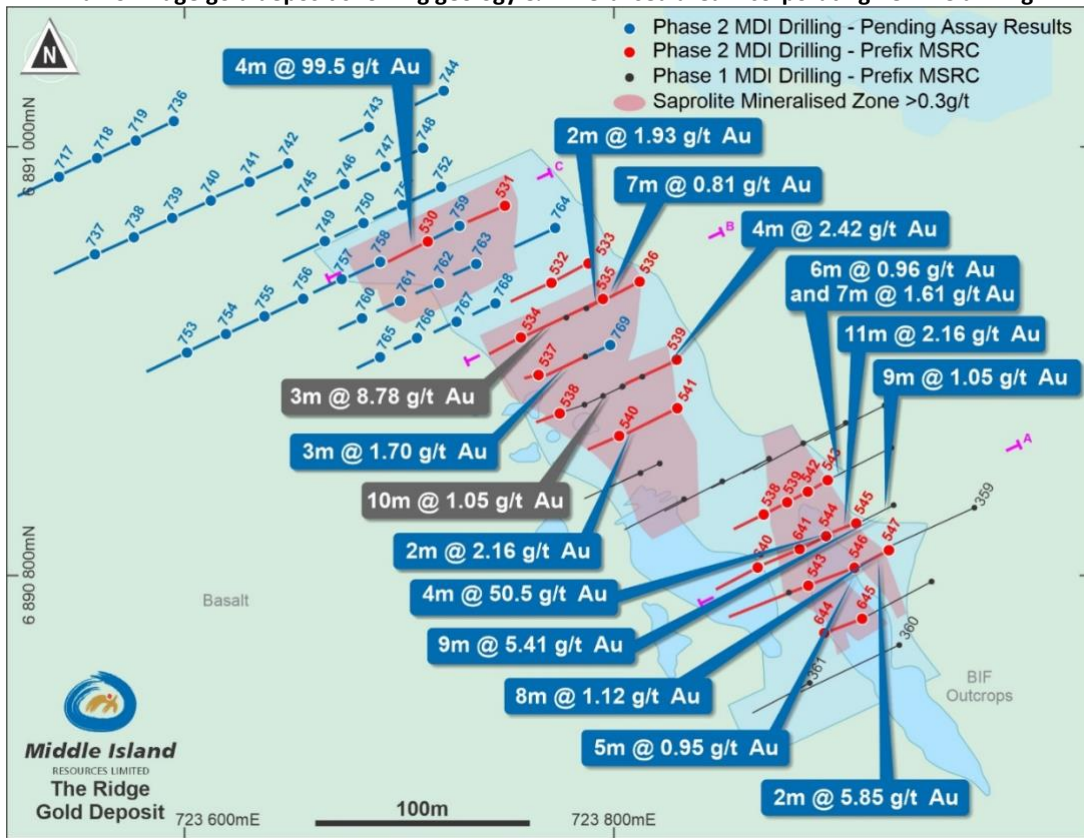 N
Phase 2 MDI Drilling - Pending Assay Results
Phase 2 MDI Drilling - Prefix MSRC
Phase 1 MDI Drilling - Prefix MSRC
Saprolite Mineralised Zone >0.3g/t
4m @ 99.5 g/t Au
2m @ 1.93 g/t Au
7m @ 0.81 g/t Au
4m @ 2.42 g/t Au
6m @ 0.96 g/t Au
and 7m @ 1.61 g/t Au
11m @ 2.16 g/t Au
9m @ 1.05 g/t Au
3m @ 8.78 g/t Au
3m @ 1.70 g/t Au
10m @ 1.05 g/t Au
2m @ 2.16 g/t Au
4m @ 50.5 g/t Au
9m @ 5.41 g/t Au
8m @ 1.12 g/t Au
5m @ 0.95 g/t Au
2m @ 5.85 g/t Au
717
718
719
736
737
738
739
740
741
742
743
744
745
746
747
748
749
750
752
753
754
755
756
757
758
759
760
761
762
763
764
765
766
767
768
769
530
531
532
533
534
535
536
537
538
539
540
541
538
539
542
543
640
641
544
545
543
546
547
644
645
359
360
361
C
B
A
6 891 000mN
6 890 800mN
Basalt
BIF
Outcrops
Middle Island
RESOURCES LIMITED
The Ridge
Gold Deposit
723 600mE
100m
723 800mE